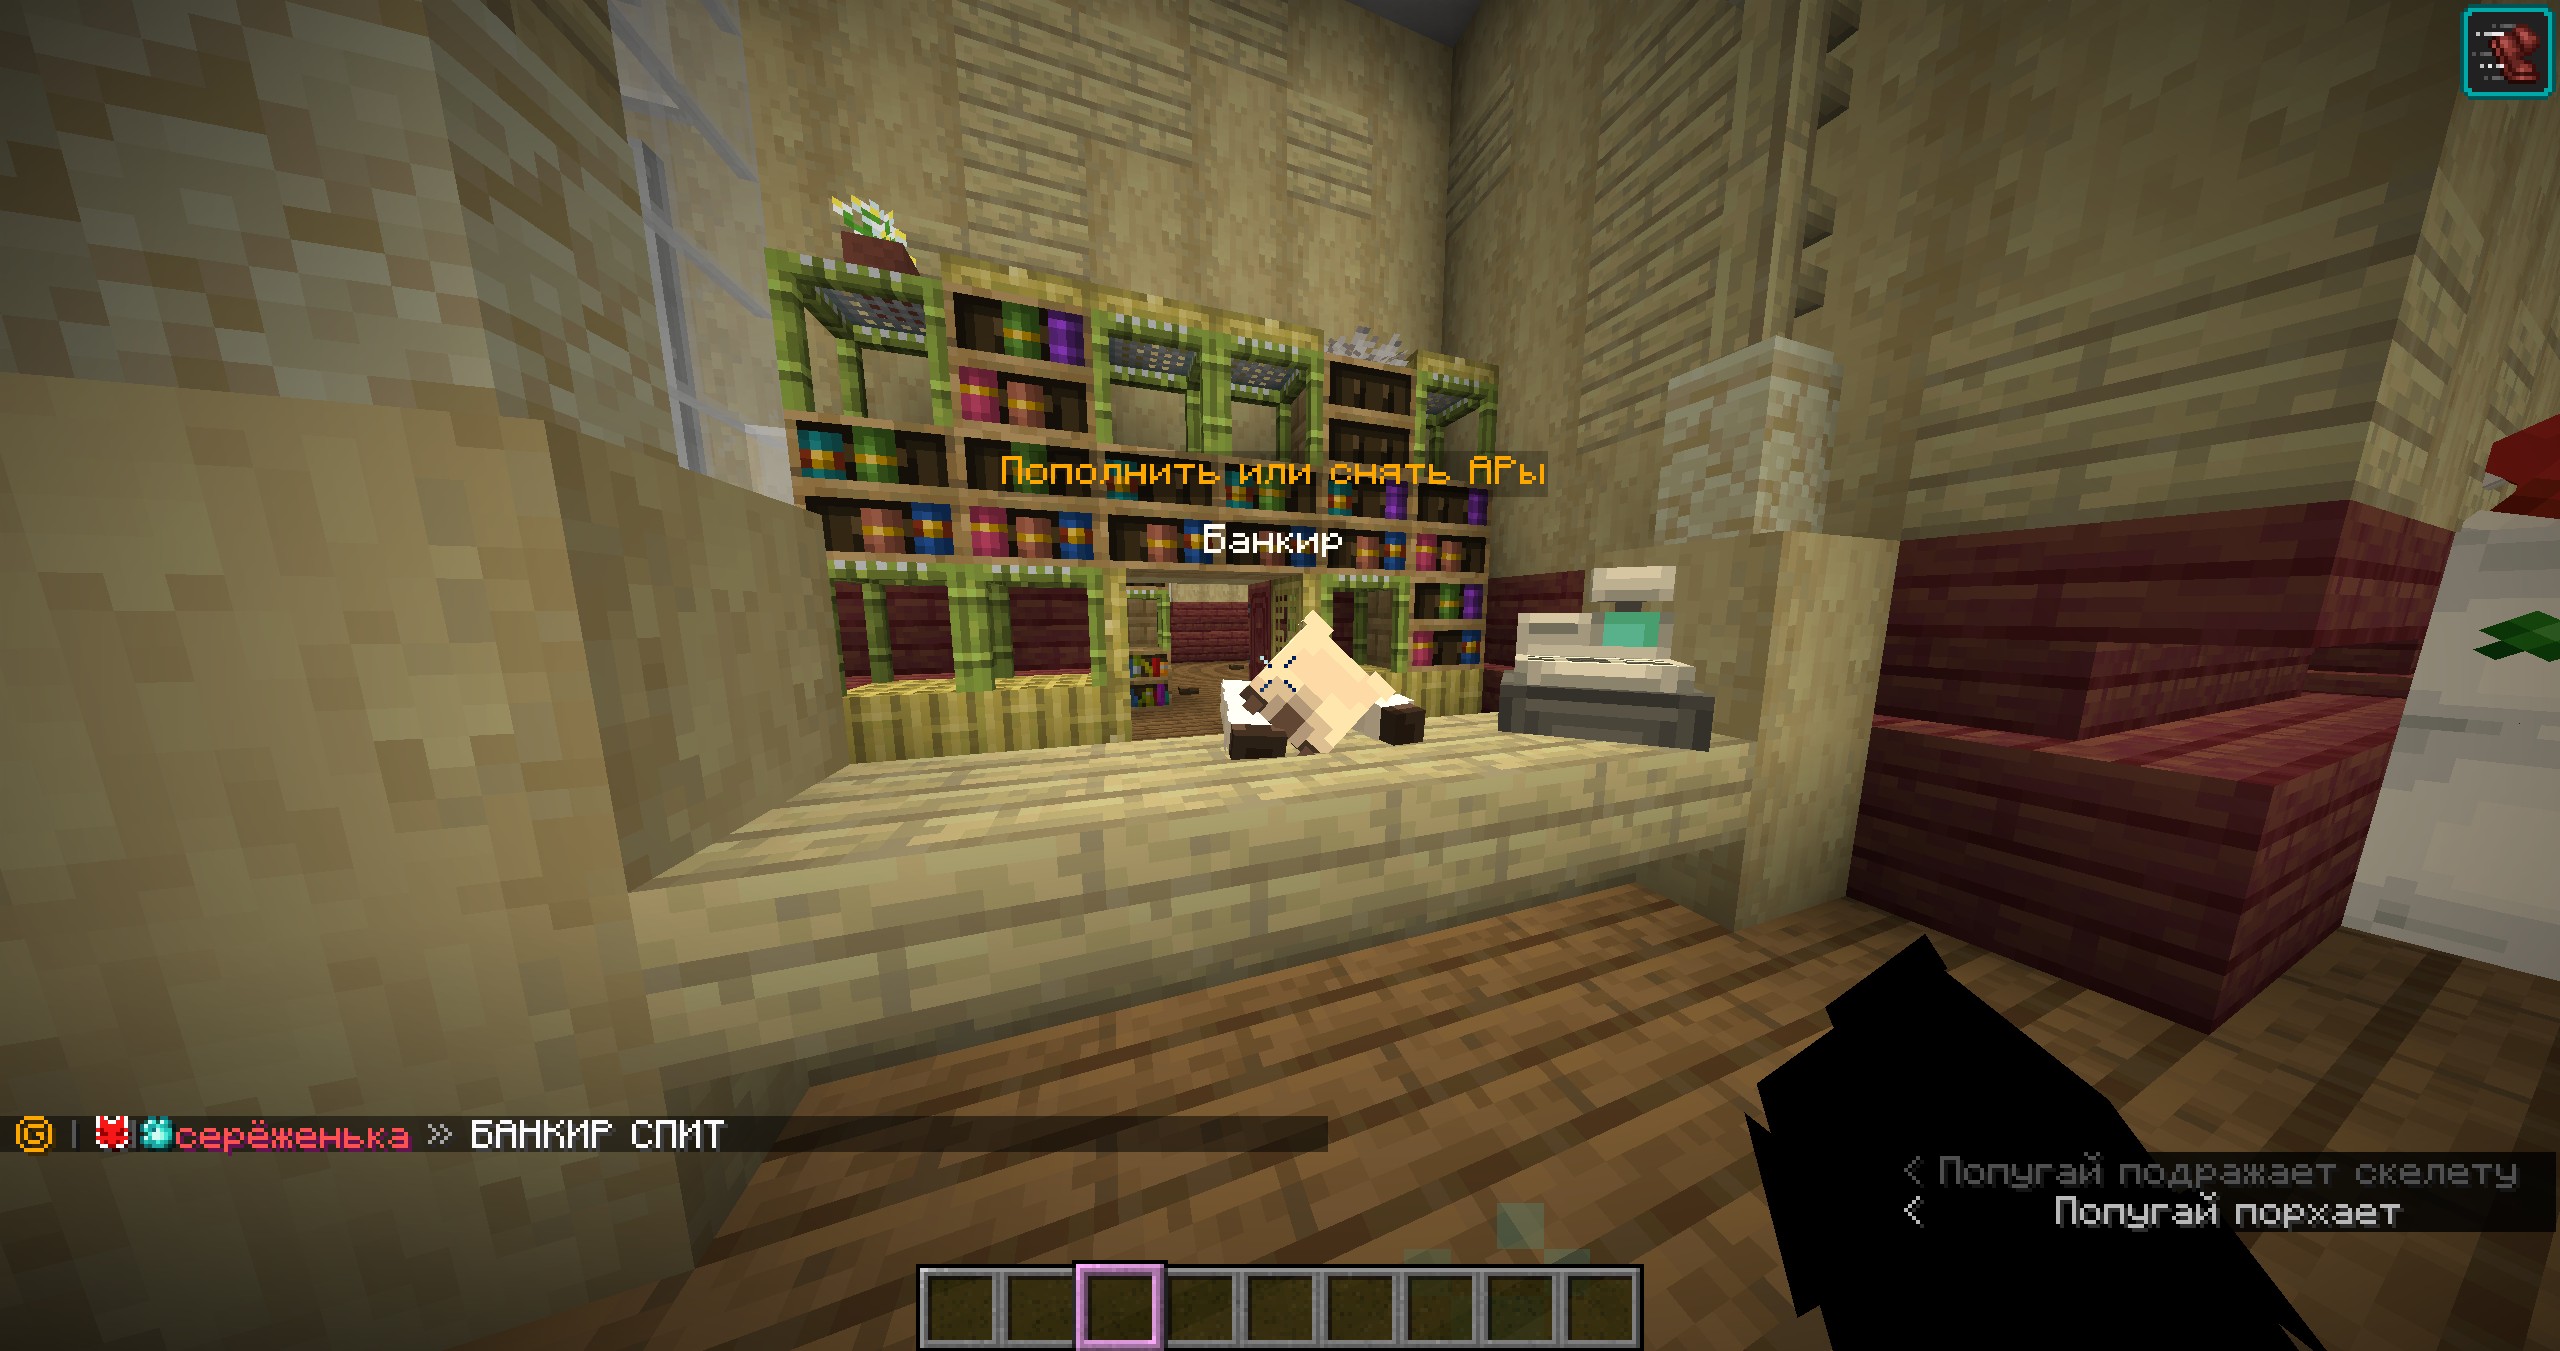 Пополнить или снять АРы
Банкир
G | серёженька » БАНКИР СПИТ
< Попугай подражает скелету
< Попугай порхает